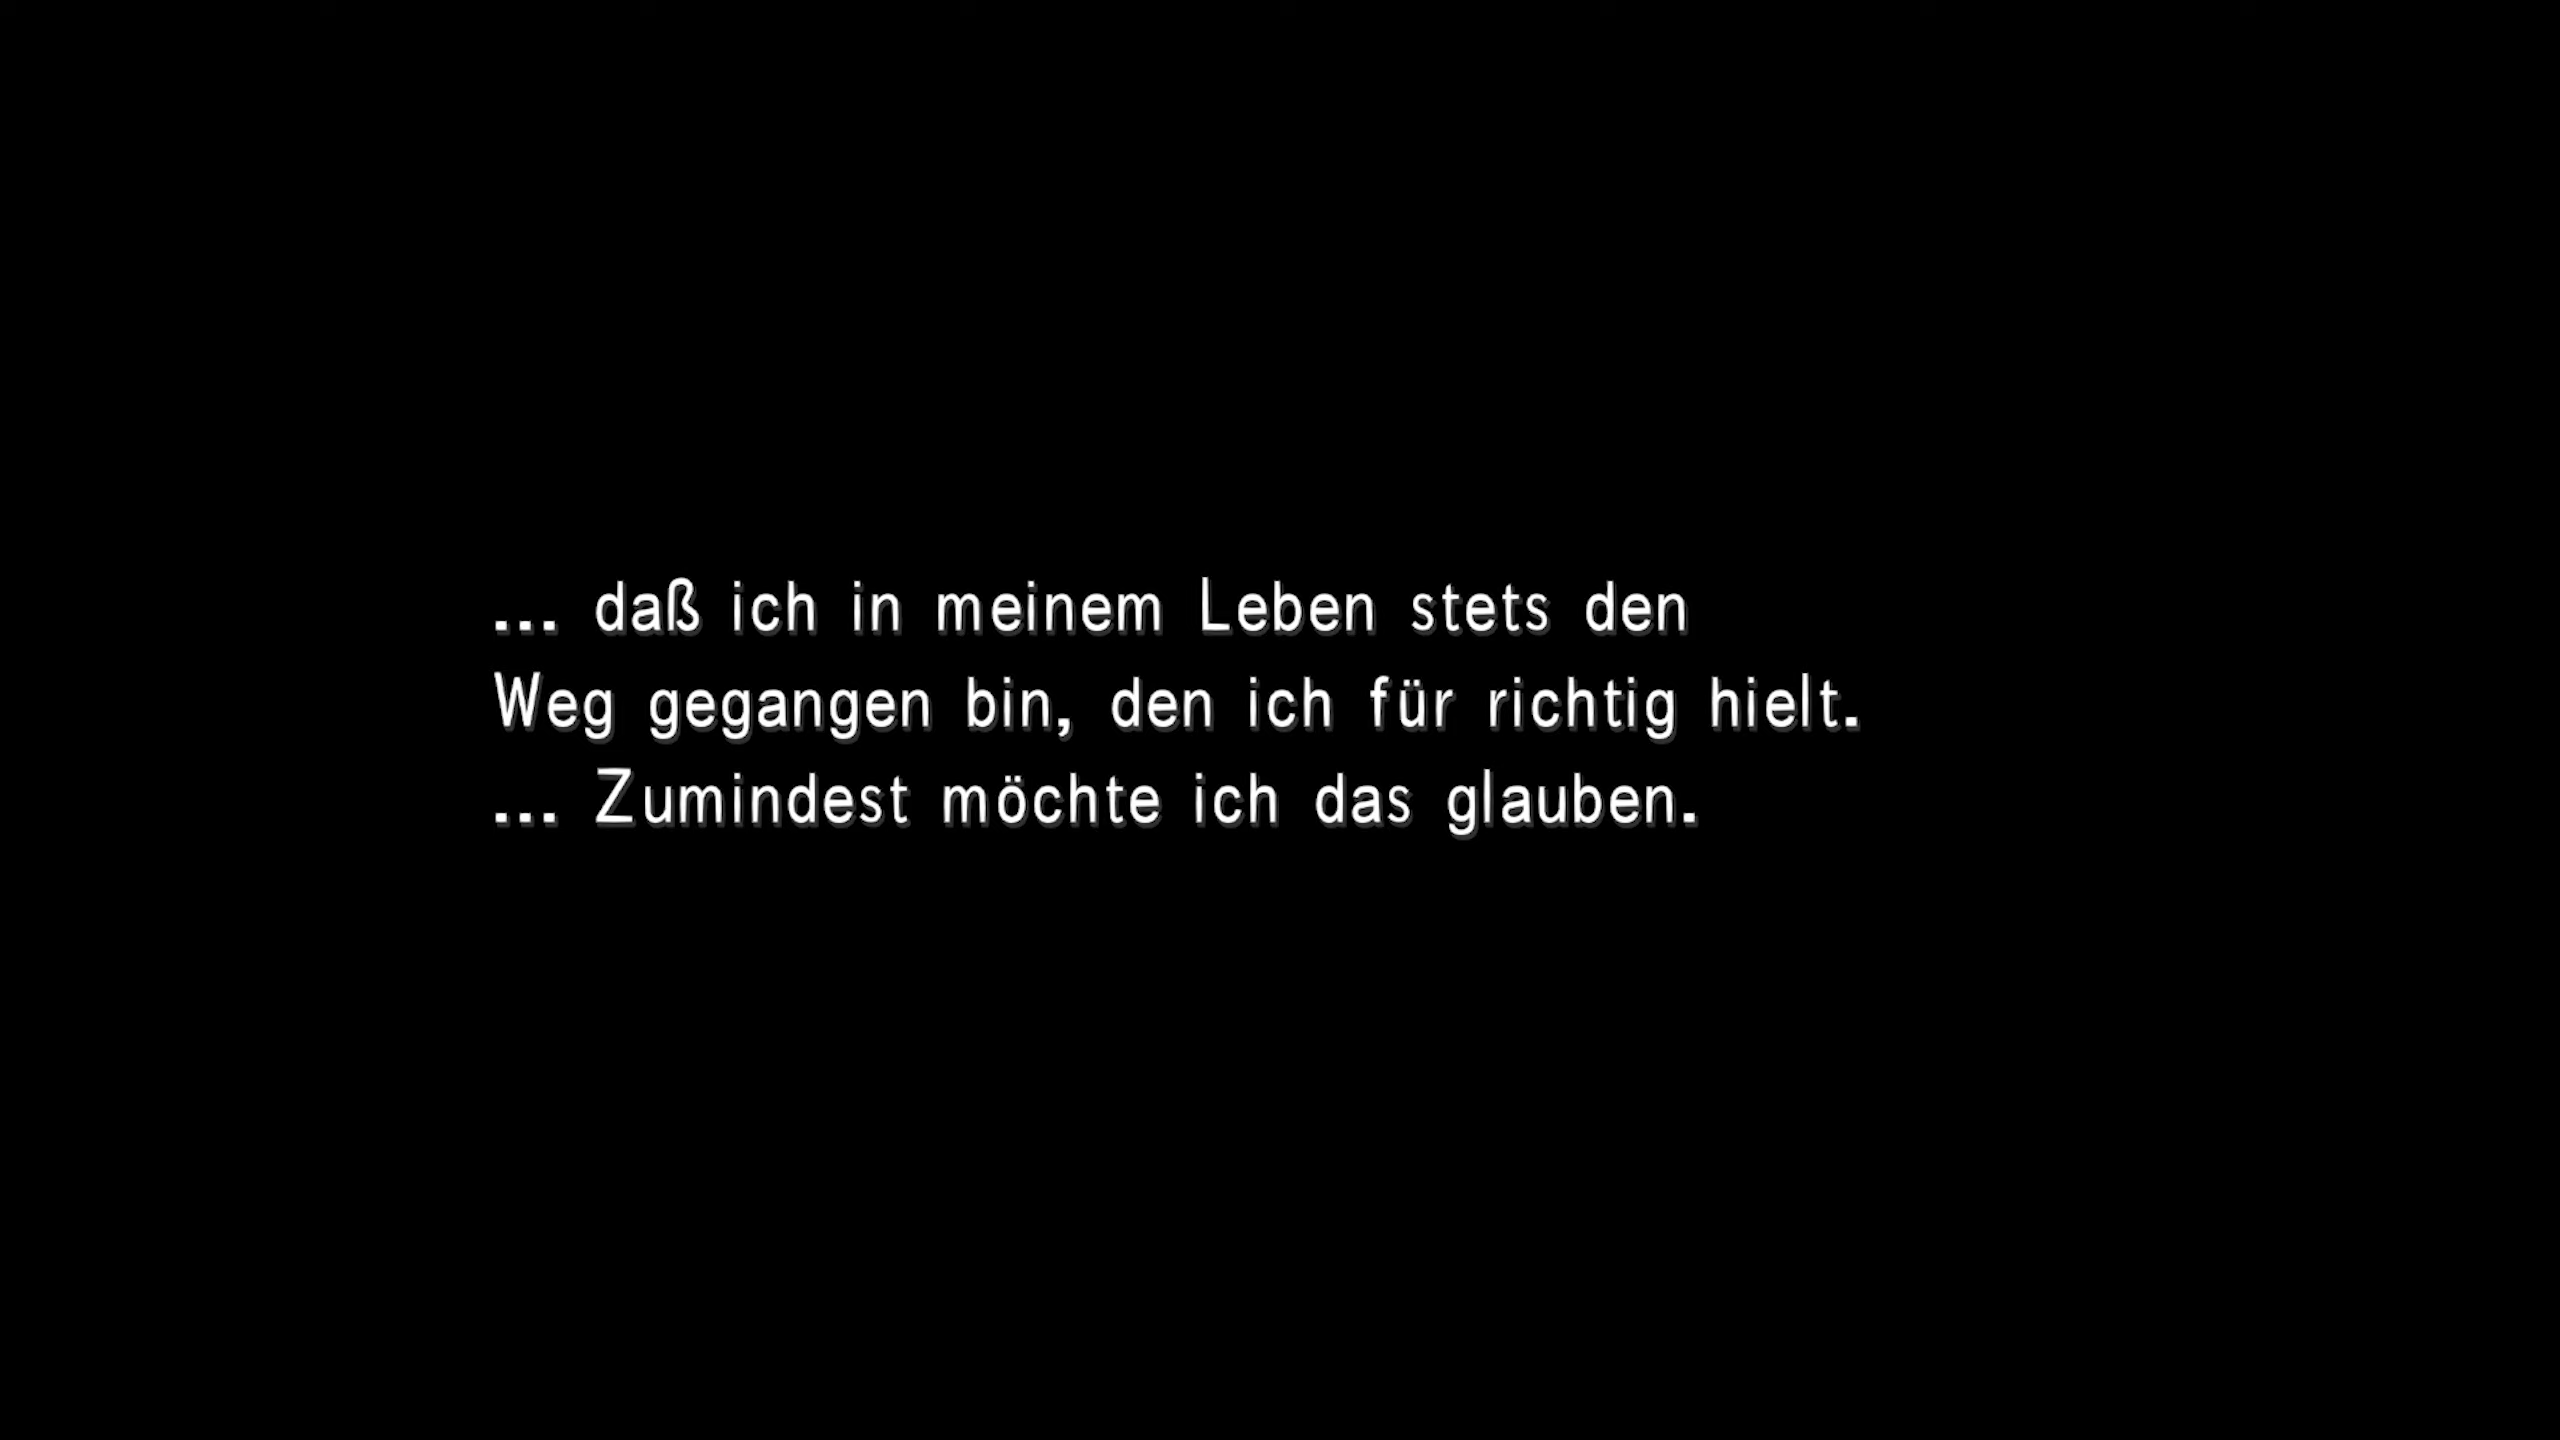 ... daß ich in meinem Leben stets den
Weg gegangen bin, den ich für richtig hielt.
... Zumindest möchte ich das glauben.